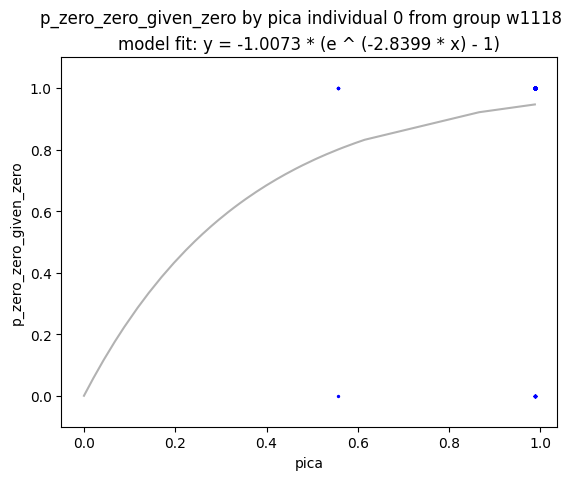 p_zero_zero_given_zero by pica individual 0 from group w1118
model fit: y = -1.0073 * (e ^ (-2.8399 * x) - 1)
1.0
0.8
0.6
0.4
0.2
0.0
p_zero_zero_given_zero
0.0 0.2 0.4 0.6 0.8 1.0
pica